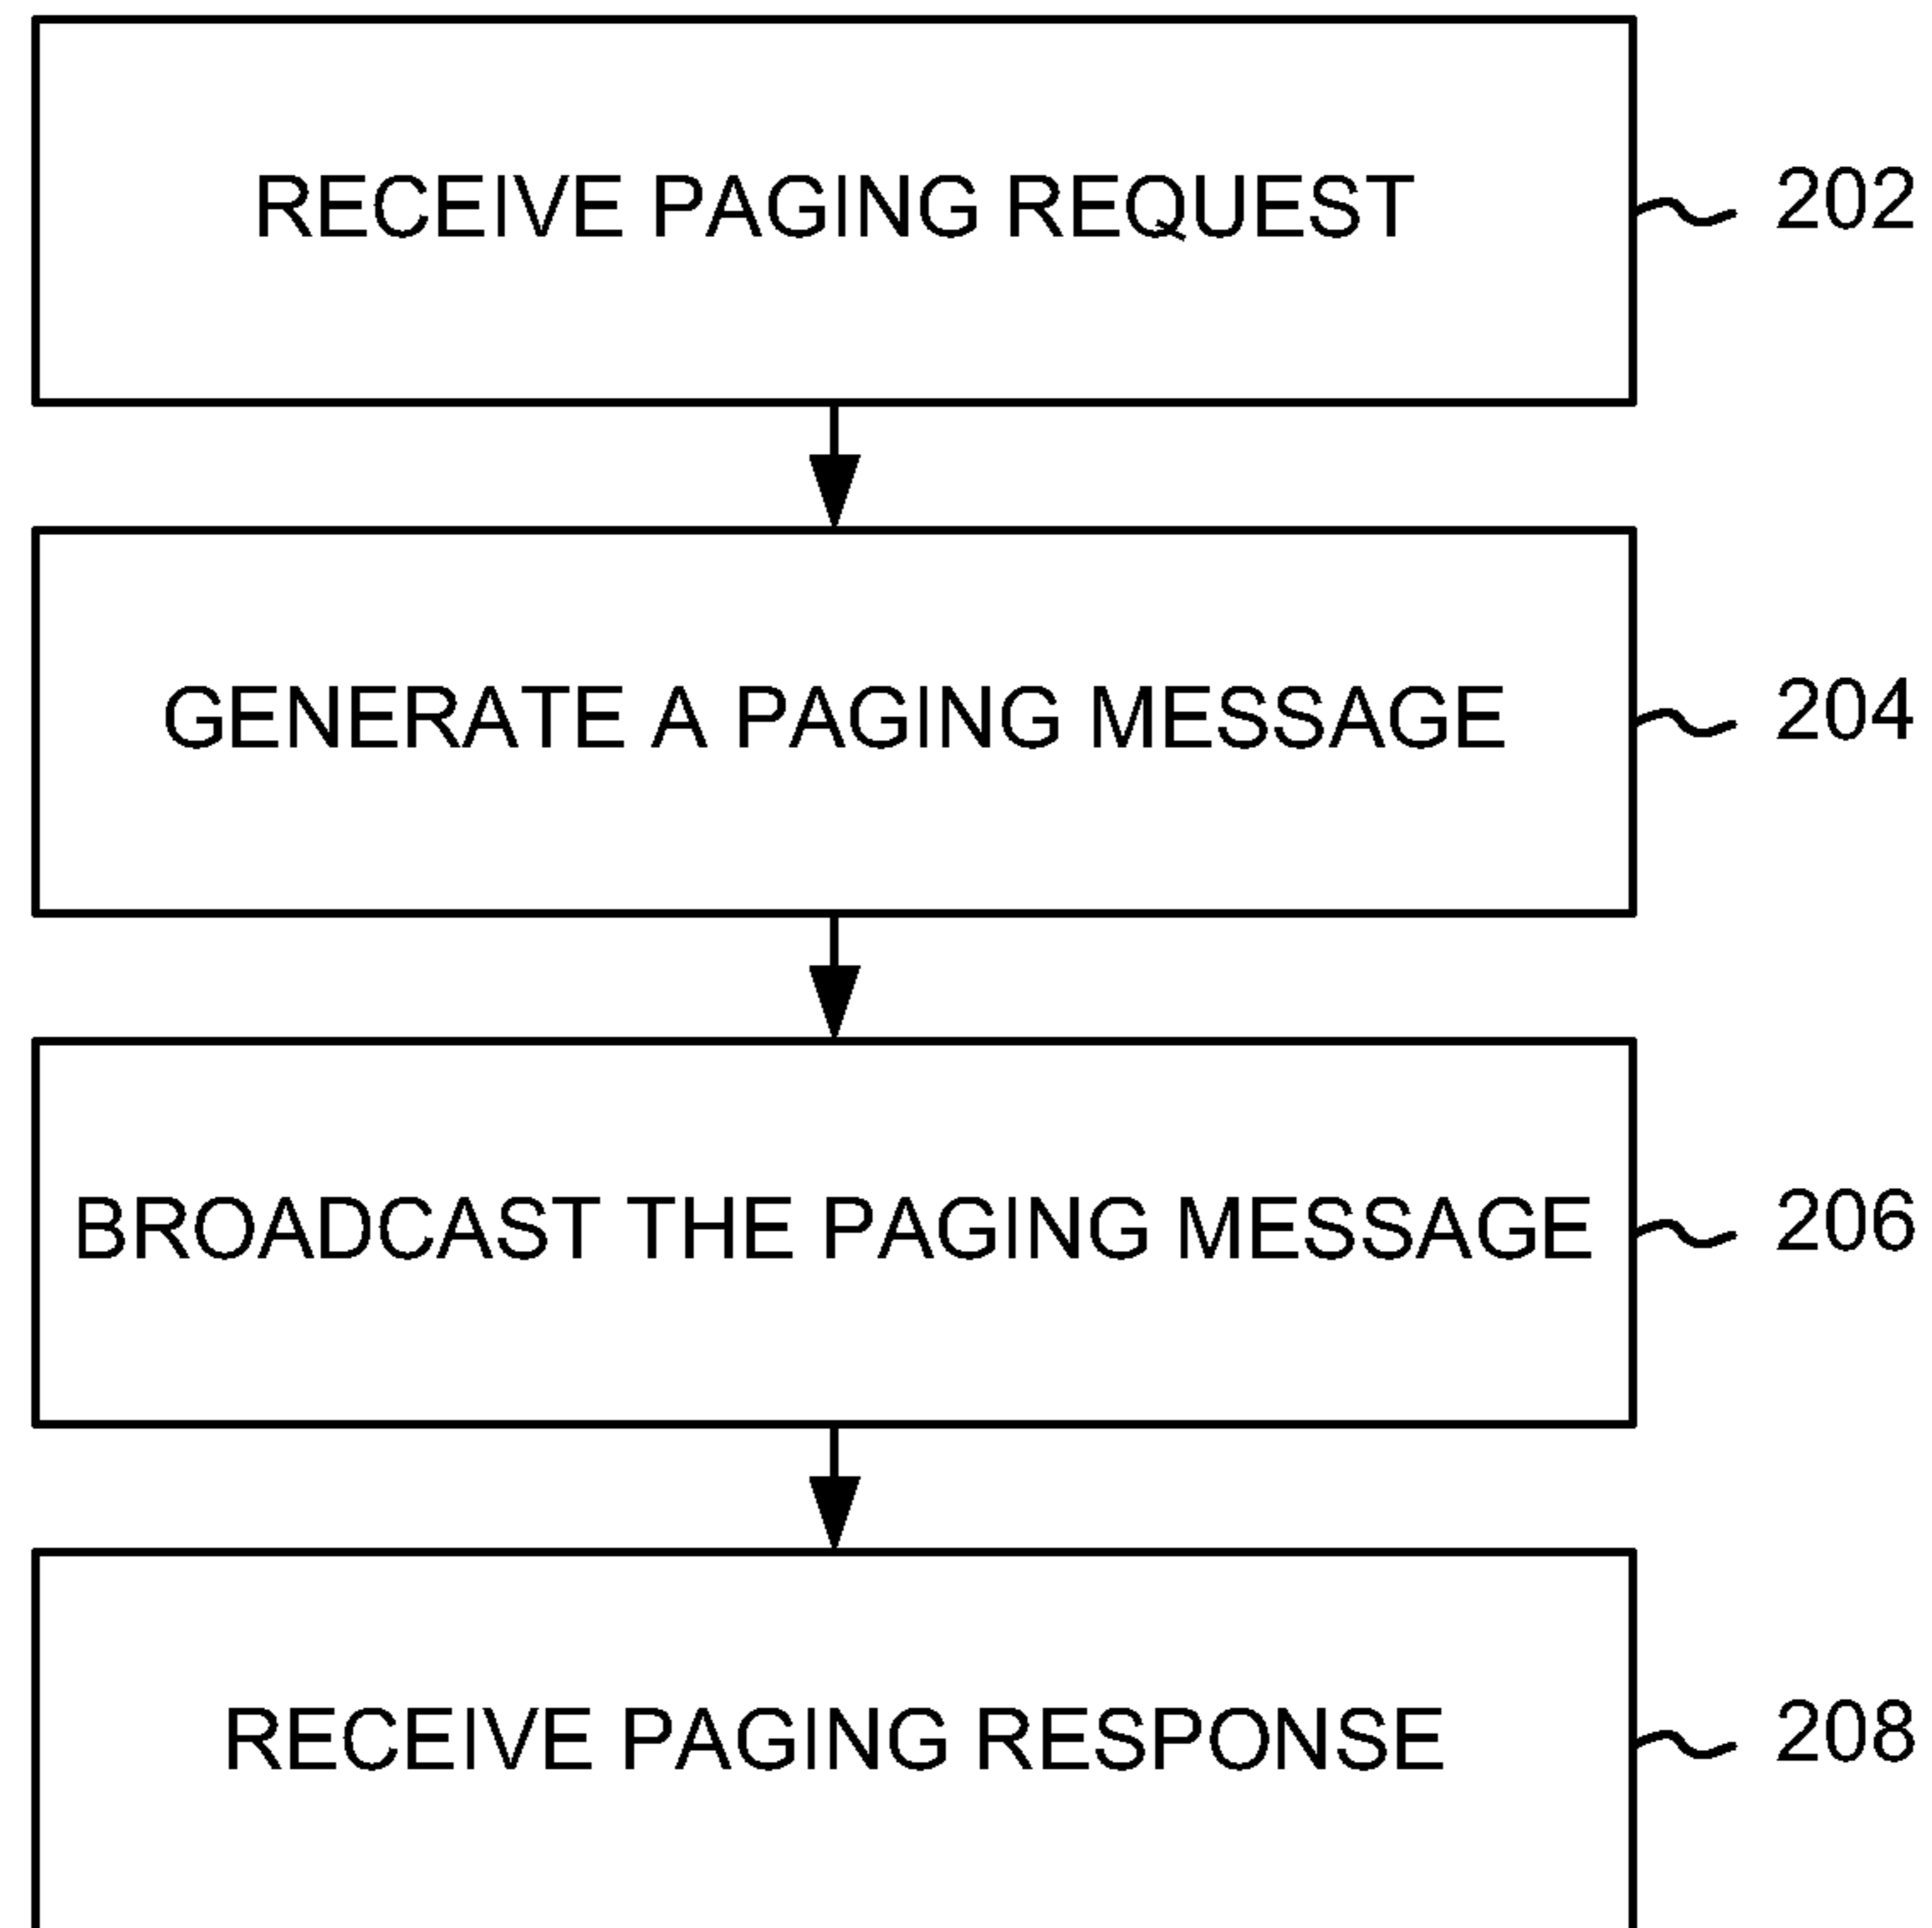 RECEIVE PAGING REQUEST 202
GENERATE A PAGING MESSAGE 204
BROADCAST THE PAGING MESSAGE 206
RECEIVE PAGING RESPONSE 208